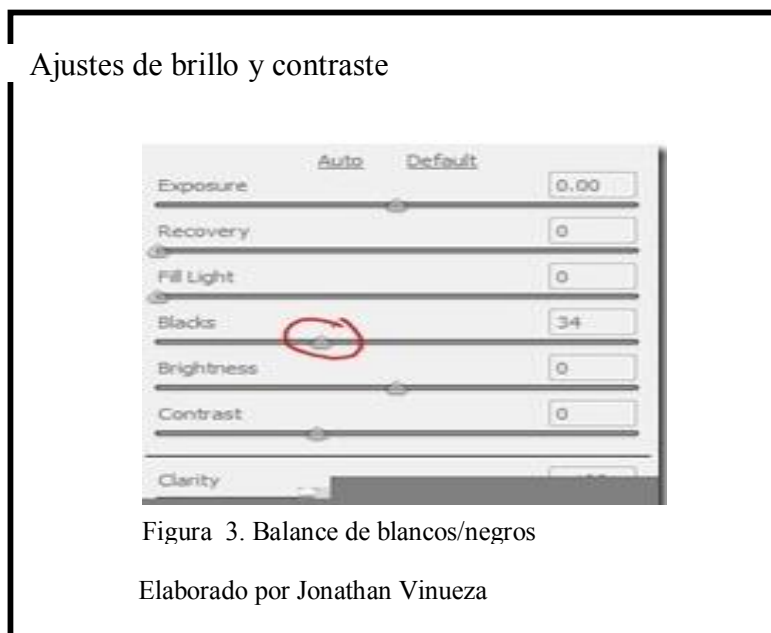 Ajustes de brillo y contraste
Auto Default
Exposure 0.00
Recovery 0
Fill Light 0
Blacks 34
Brightness 0
Contrast 0
Clarity
Figura 3. Balance de blancos/negros
Elaborado por Jonathan Vinueza